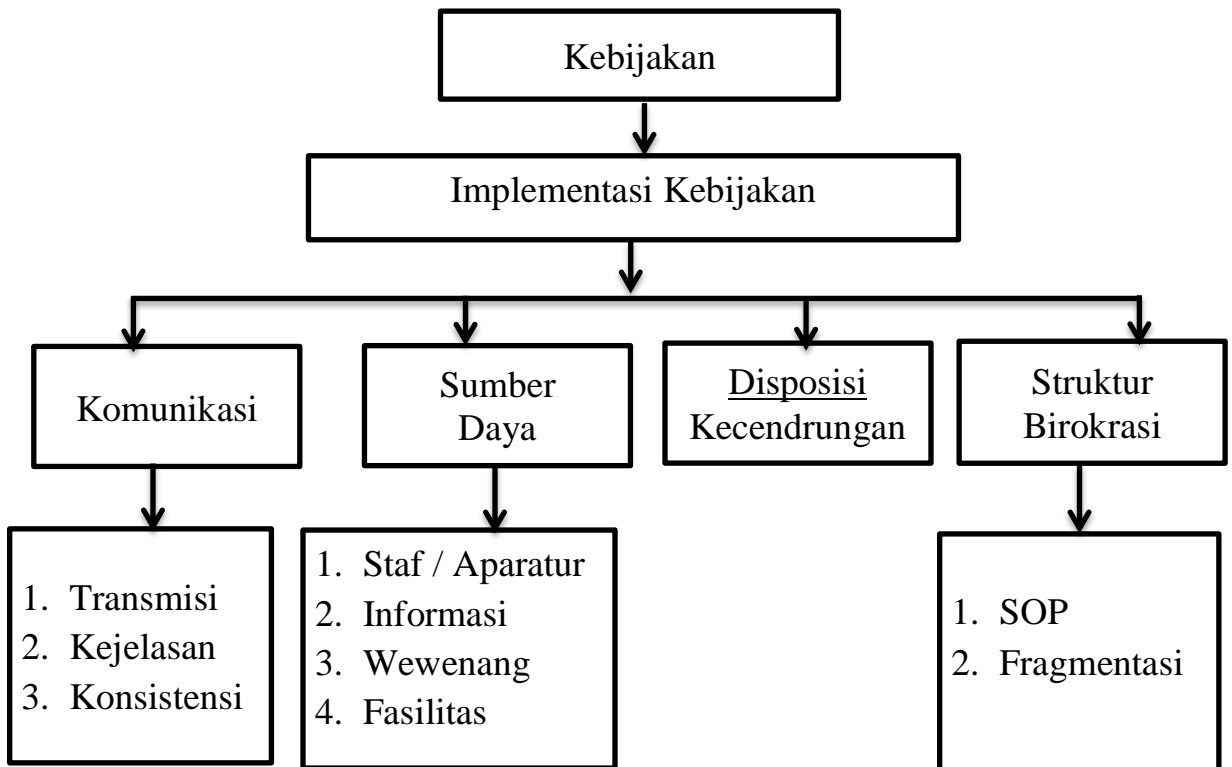 Kebijakan
Implementasi Kebijakan
Komunikasi
Sumber
Daya
Disposisi
Kecendrungan
Struktur
Birokrasi
1. Transmisi
2. Kejelasan
3. Konsistensi
1. Staf / Aparatur
2. Informasi
3. Wewenang
4. Fasilitas
1. SOP
2. Fragmentasi